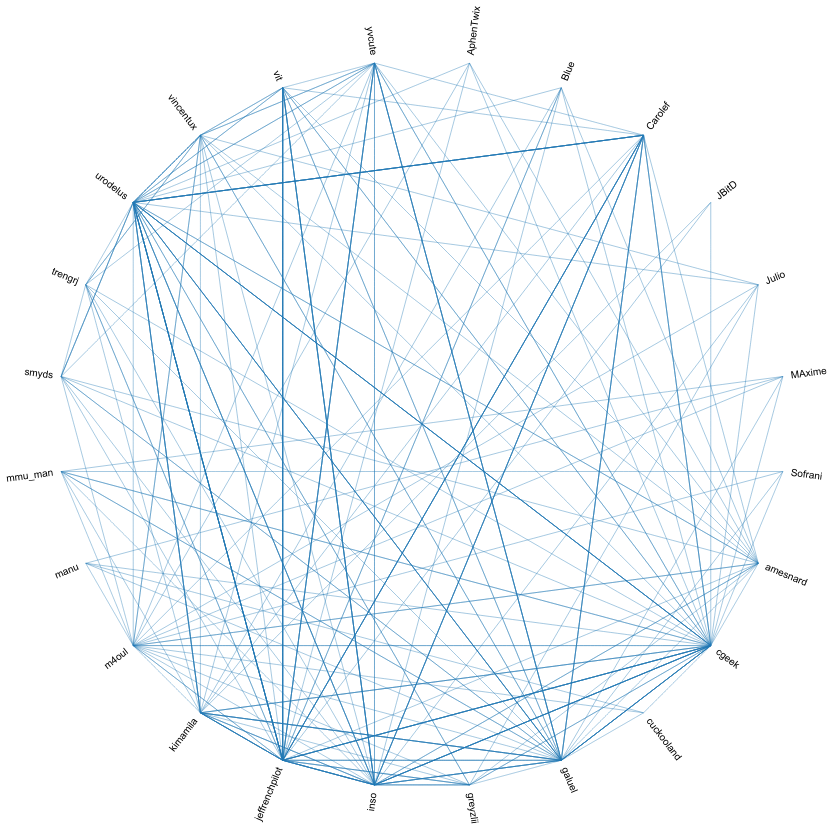 AphenTwix
Blue
Carolef
JBitD
Julio
MAxime
Sofrani
amesnard
cgeek
cuckooland
galuel
greyzlii
inso
jeffrenchpilot
kimamila
m4oul
manu
mmu_man
smyds
trengrj
urodelus
vincentux
vit
yvcute